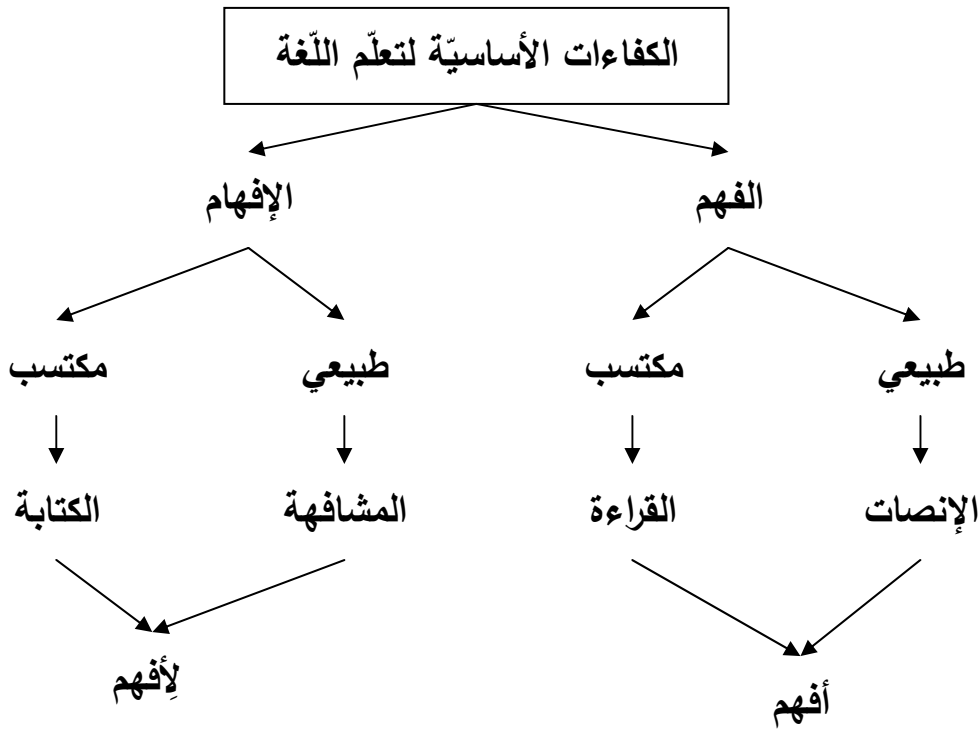 الكفاءات الأساسيّة لتعلّم اللّغة
الفهم الإفهام
طبيعي مكتسب طبيعي مكتسب
الإنصات القراءة المشافهة الكتابة
أفهم لِأفهم